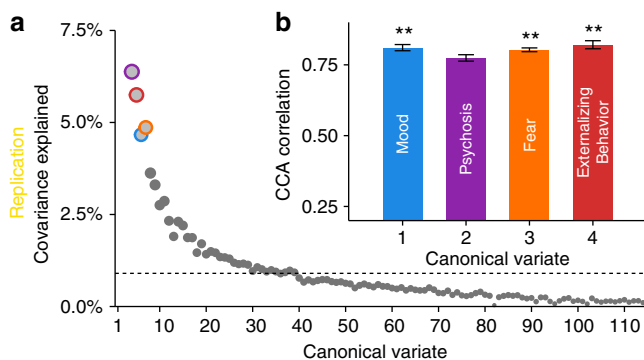 a
b
Replication
Covariance explained
7.5%
5.0%
2.5%
0.0%
1
10
20
30
40
50
60
70
80
90
100
110
Canonical variate
CCA correlation
0.75
0.50
0.25
**
**
**
Mood
Psychosis
Fear
Externalizing
Behavior
1
2
3
4
Canonical variate